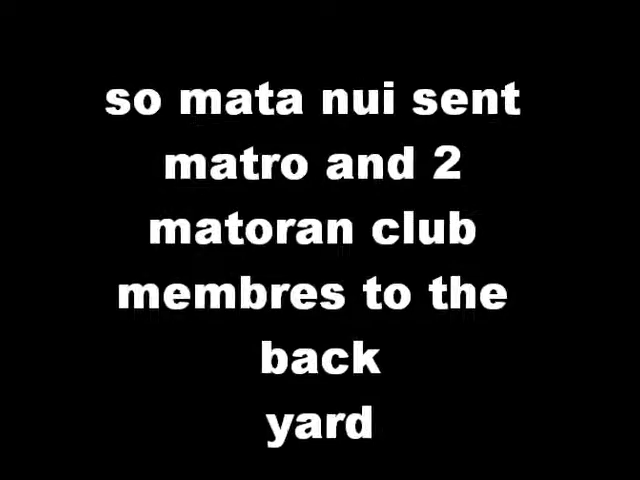 so mata nui sent
matro and 2
matoran club
membres to the
back
yard